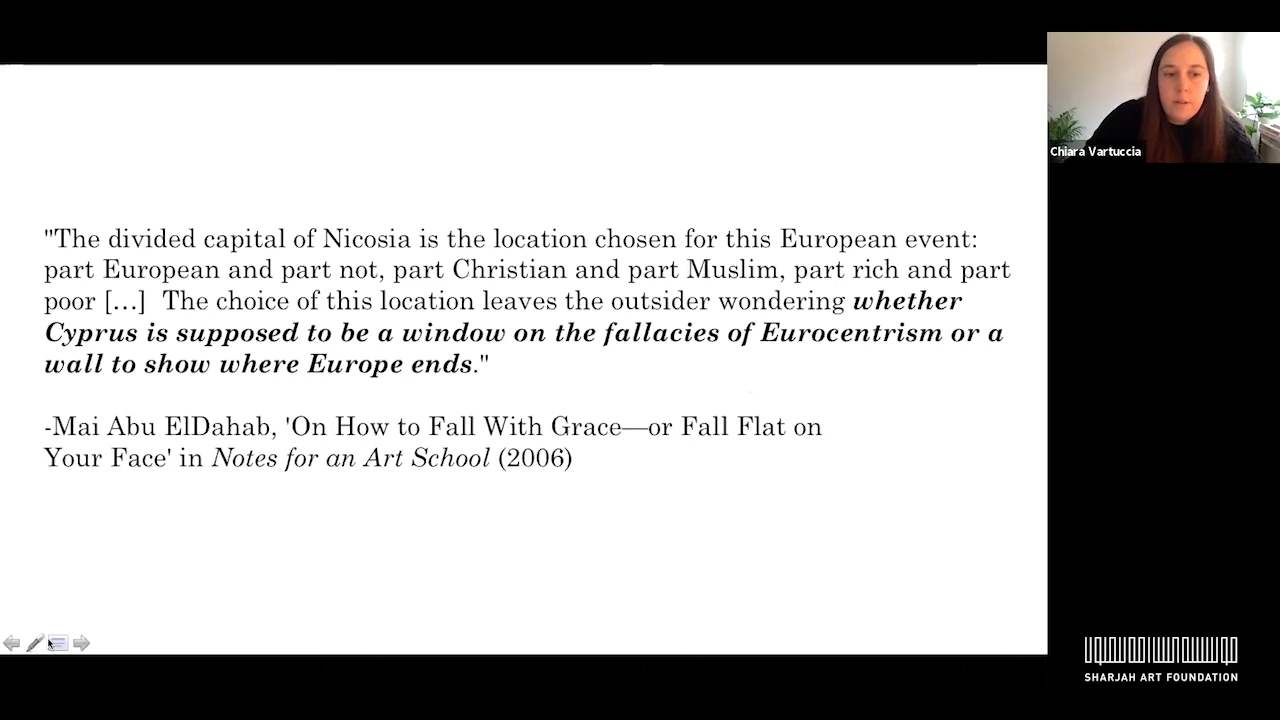 "The divided capital of Nicosia is the location chosen for this European event:
part European and part not, part Christian and part Muslim, part rich and part
poor […]  The choice of this location leaves the outsider wondering whether
Cyprus is supposed to be a window on the fallacies of Eurocentrism or a
wall to show where Europe ends."
-Mai Abu ElDahab, 'On How to Fall With Grace—or Fall Flat on
Your Face' in Notes for an Art School (2006)
Chiara Vartuccia
SHARJAH ART FOUNDATION